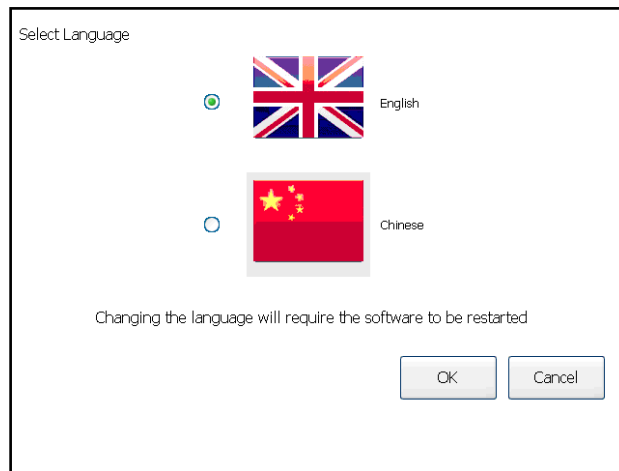 Select Language
English
Chinese
Changing the language will require the software to be restarted
OK
Cancel